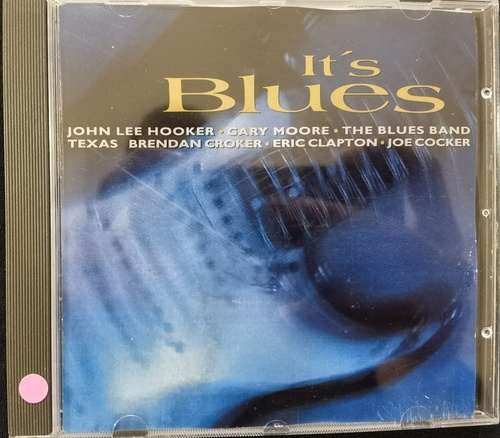 It´s
Blues
JOHN LEE HOOKER · GARY MOORE · THE BLUES BAND
TEXAS BRENDAN CROKER · ERIC CLAPTON · JOE COCKER